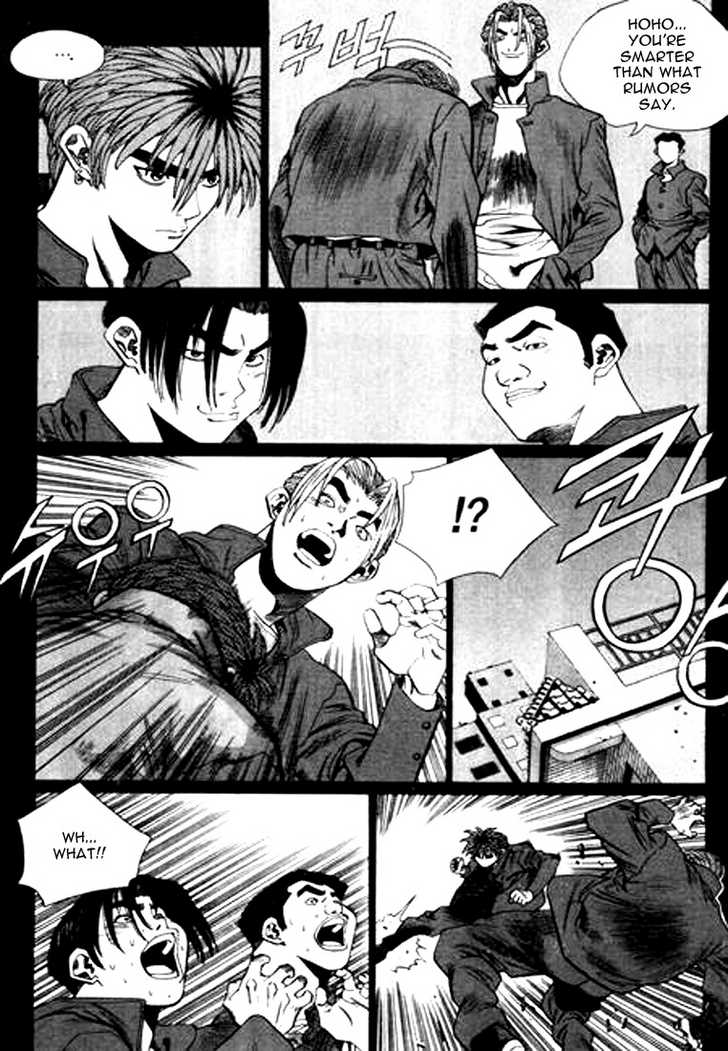 ...
꾸벅
HOHO...
YOU'RE
SMARTER
THAN WHAT
RUMORS
SAY.
슈우우
!?
콰앙
WH...
WHAT!!